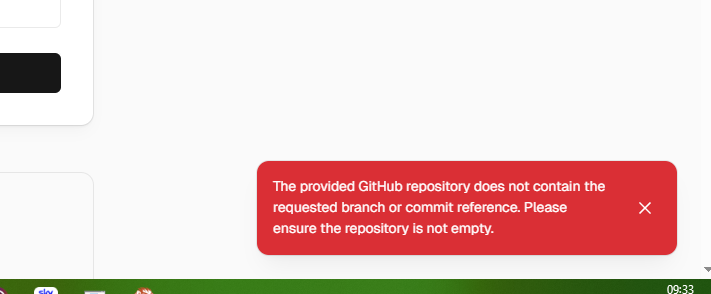 The provided GitHub repository does not contain the
requested branch or commit reference. Please
ensure the repository is not empty.
sky
09:33